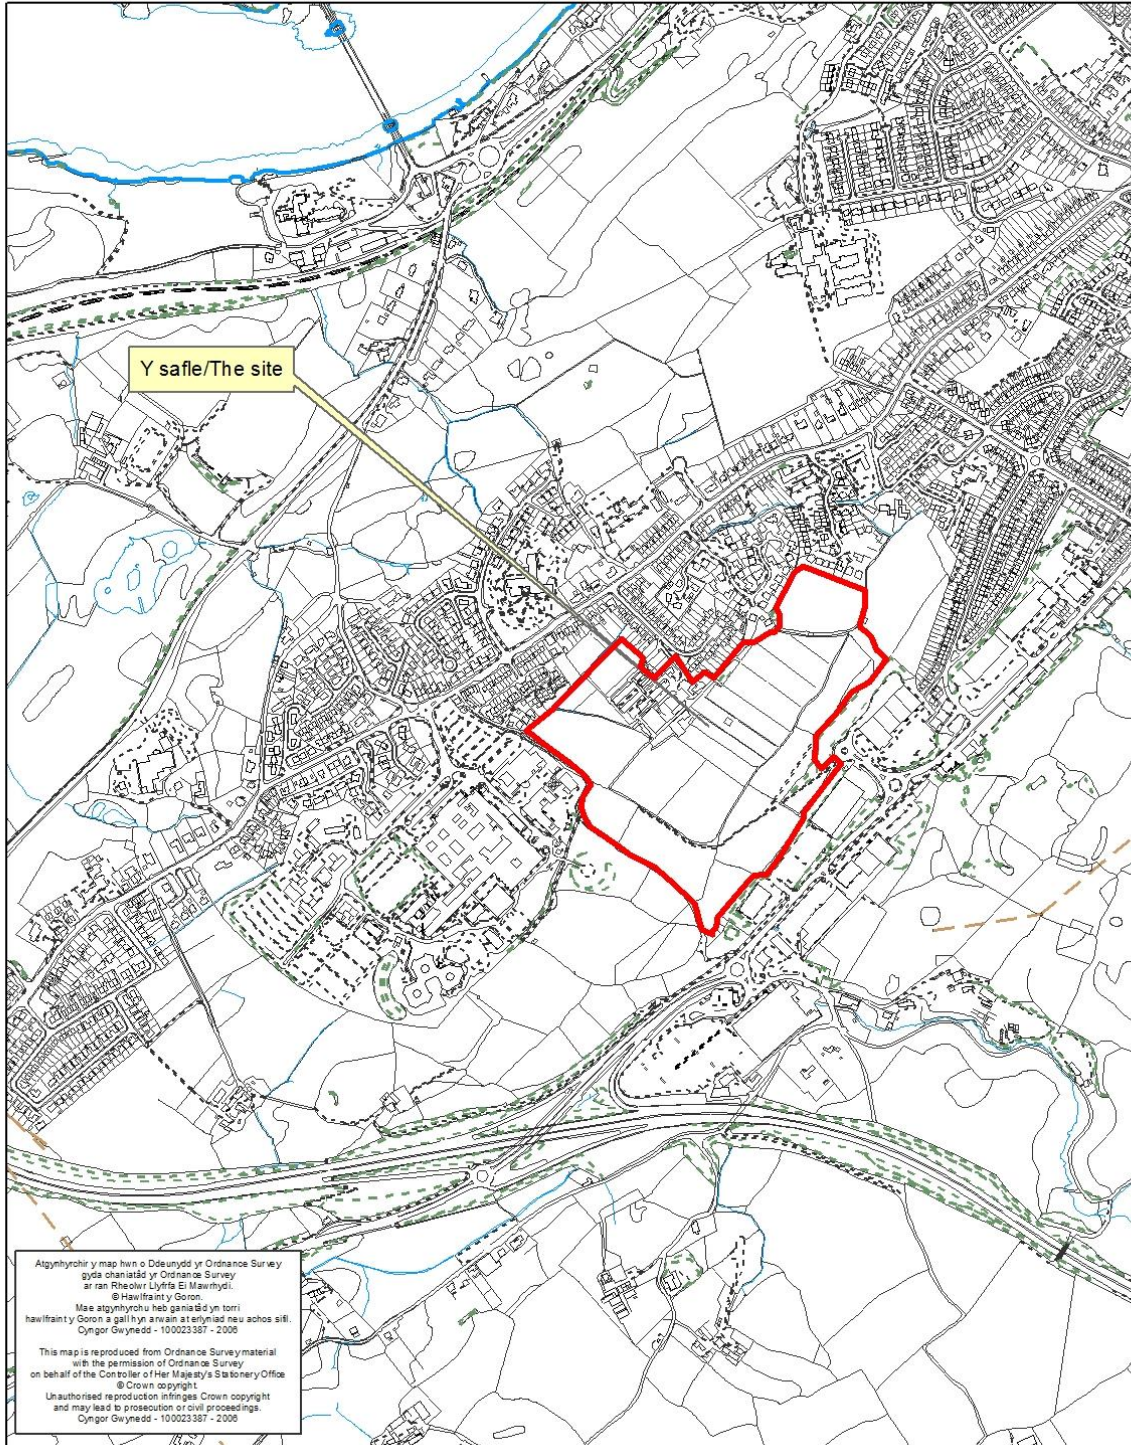 Y safle/The site
Atgynhyrchir y map hwn o Ddeunydd yr Ordnance Survey
gyda chaniatâd yr Ordnance Survey
ar ran Rheolwr Llyfrfa Ei Mawrhydi.
© Hawlfraint y Goron.
Mae atgynhyrchu heb ganiatâd yn torri
hawlfraint y Goron a gall hyn arwain at erlyniad neu achos sifil.
Cyngor Gwynedd - 100023387 - 2006
This map is reproduced from Ordnance Survey material
with the permission of Ordnance Survey
on behalf of the Controller of Her Majesty's Stationery Office
© Crown copyright.
Unauthorised reproduction infringes Crown copyright
and may lead to prosecution or civil proceedings.
Cyngor Gwynedd - 100023387 - 2006